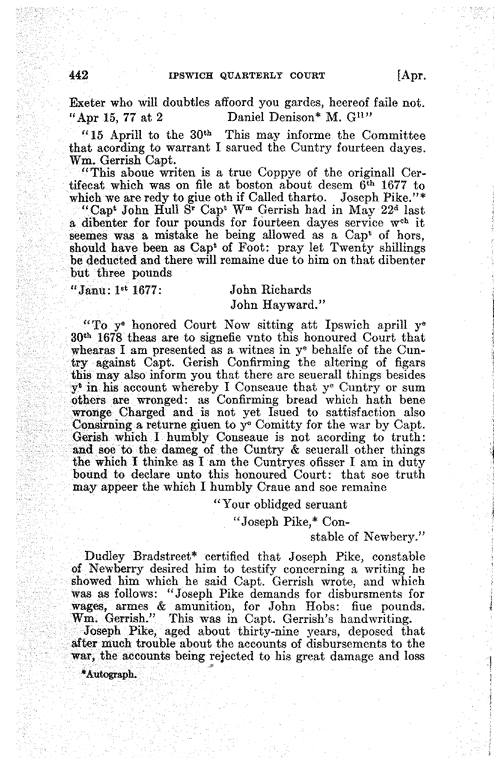 442 IPSWICH QUARTERLY COURT [Apr.
Exeter who will doubtles affoord you gardes, heereof faile not.
"Apr 15, 77 at 2 Daniel Denison* M. Gˡˡ"
"15 Aprill to the 30ᵗʰ This may informe the Committee
that acording to warrant I sarued the Cuntry fourteen dayes.
Wm. Gerrish Capt.
"This aboue writen is a true Coppye of the originall Cer-
tifecat which was on file at boston about desem 6ᵗʰ 1677 to
which we are redy to giue oth if Called tharto. Joseph Pike."*
"Capᵗ John Hull Sʳ Capᵗ Wᵐ Gerrish had in May 22ᵈ last
a dibenter for four pounds for fourteen dayes service wᶜʰ it
seemes was a mistake he being allowed as a Capᵗ of hors,
should have been as Capᵗ of Foot: pray let Twenty shillings
be deducted and there will remaine due to him on that dibenter
but three pounds
"Janu: 1ˢᵗ 1677: John Richards
John Hayward."
"To yᵉ honored Court Now sitting att Ipswich aprill yᵉ
30ᵗʰ 1678 theas are to signefie vnto this honoured Court that
whearas I am presented as a witnes in yᵉ behalfe of the Cun-
try against Capt. Gerish Confirming the altering of figars
this may also inform you that there are seuerall things besides
yᵗ in his account whereby I Conseaue that yᵉ Cuntry or sum
others are wronged: as Confirming bread which hath bene
wronge Charged and is not yet Isued to sattisfaction also
Consirning a returne giuen to yᵉ Comitty for the war by Capt.
Gerish which I humbly Conseaue is not acording to truth:
and soe to the dameg of the Cuntry & seuerall other things
the which I thinke as I am the Cuntryes ofisser I am in duty
bound to declare unto this honoured Court: that soe truth
may appeer the which I humbly Craue and soe remaine
"Your oblidged seruant
"Joseph Pike,* Con-
stable of Newbery."
Dudley Bradstreet* certified that Joseph Pike, constable
of Newberry desired him to testify concerning a writing he
showed him which he said Capt. Gerrish wrote, and which
was as follows: "Joseph Pike demands for disbursments for
wages, armes & amunition, for John Hobs: fiue pounds.
Wm. Gerrish." This was in Capt. Gerrish's handwriting.
Joseph Pike, aged about thirty-nine years, deposed that
after much trouble about the accounts of disbursements to the
war, the accounts being rejected to his great damage and loss
*Autograph.